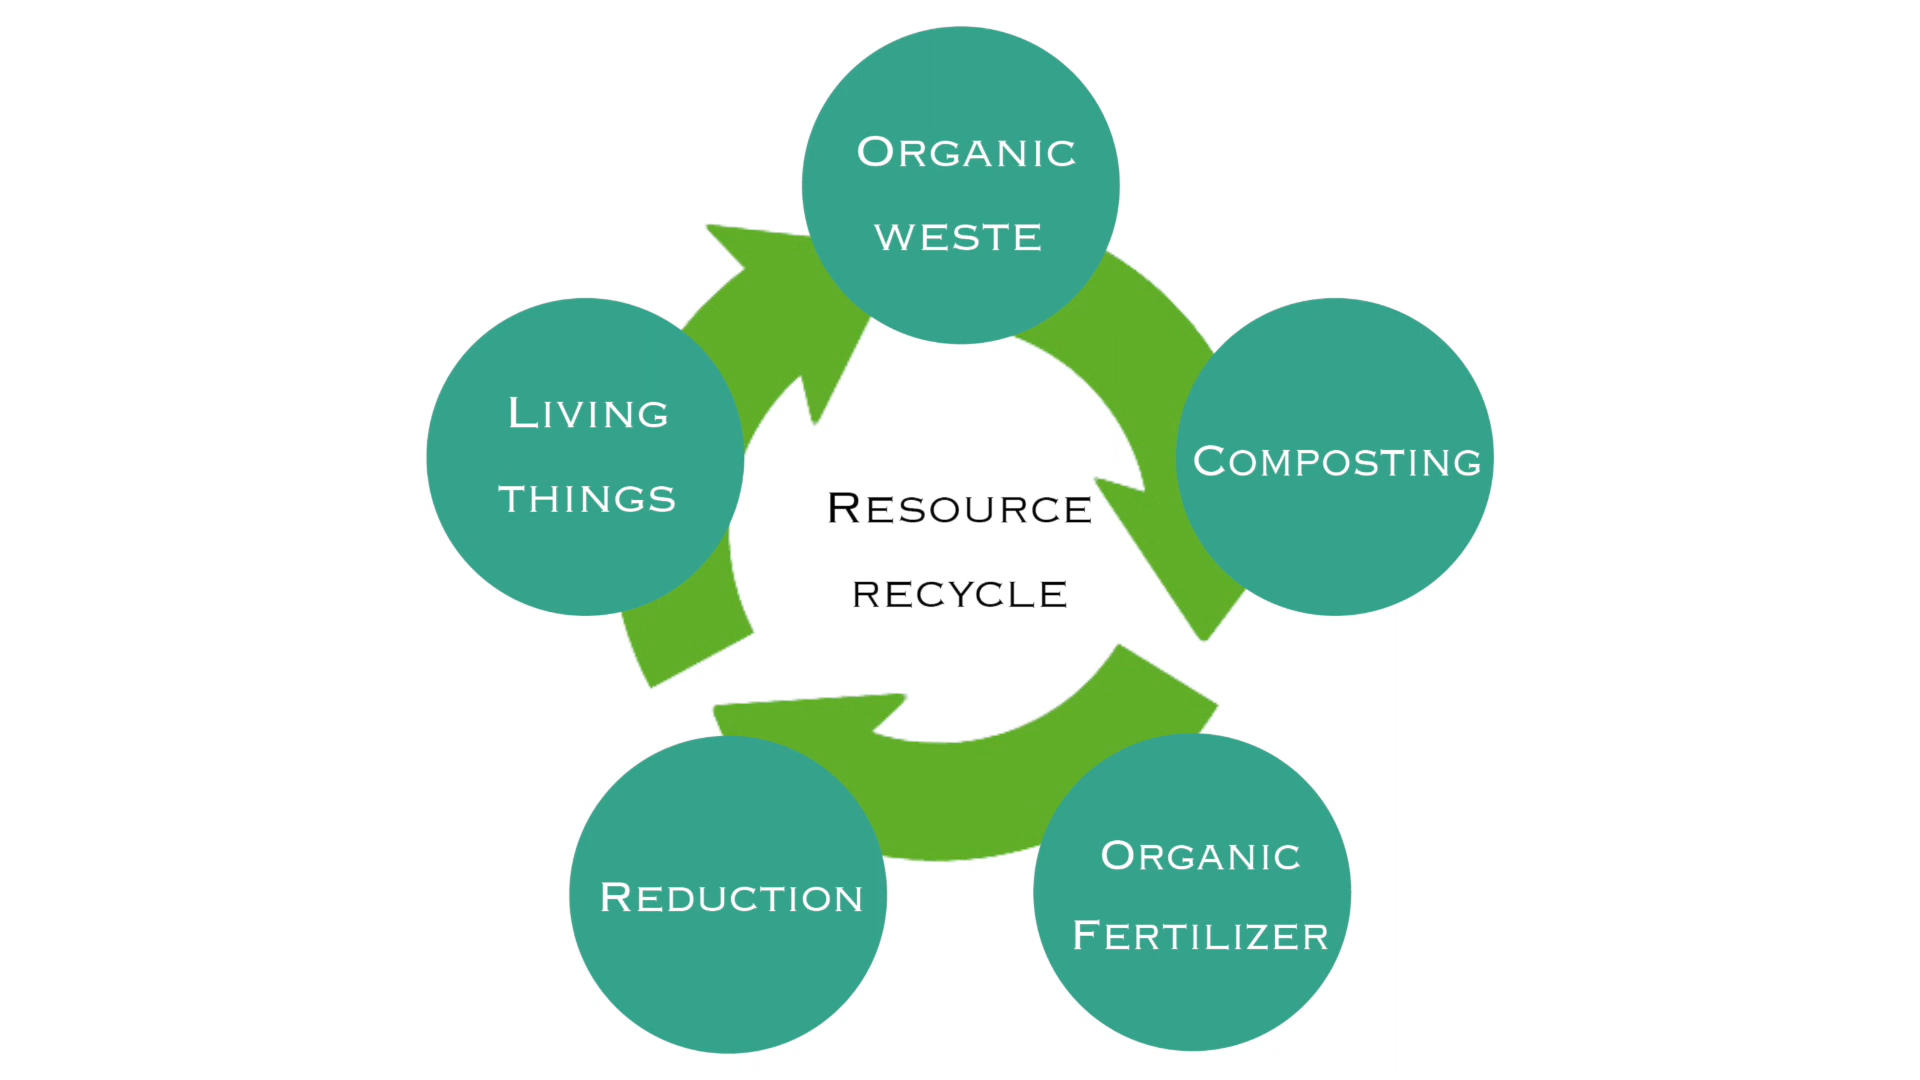 Organic
weste
Living
things
Composting
Resource
recycle
Organic
Fertilizer
Reduction